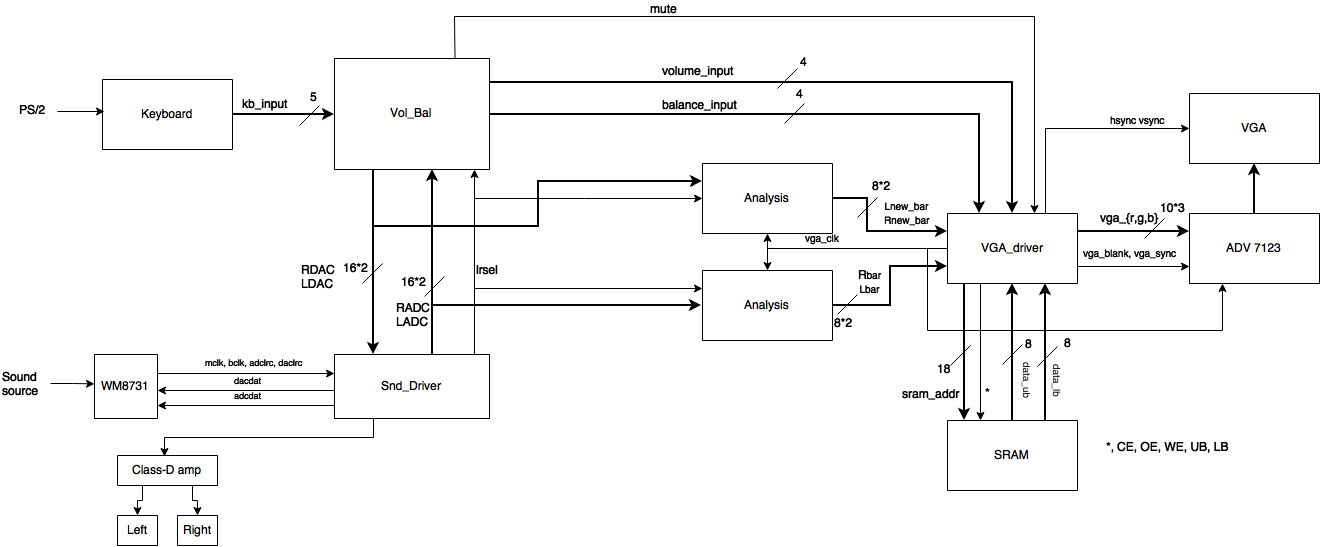 mute
volume_input
4
PS/2
Keyboard
kb_input
5
Vol_Bal
balance_input
4
hsync vsync
VGA
Analysis
8*2
Lnew_bar
Rnew_bar
vga_clk
VGA_driver
vga_{r,g,b}
10*3
vga_blank, vga_sync
ADV 7123
RDAC
LDAC
16*2
16*2
RADC
LADC
lrsel
Analysis
Rbar
Lbar
8*2
Sound
source
WM8731
mclk, bclk, adclrc, daclrc
dacdat
adcdat
Snd_Driver
18
sram_addr
*
8
data_ub
8
data_lb
SRAM
*, CE, OE, WE, UB, LB
Class-D amp
Left
Right